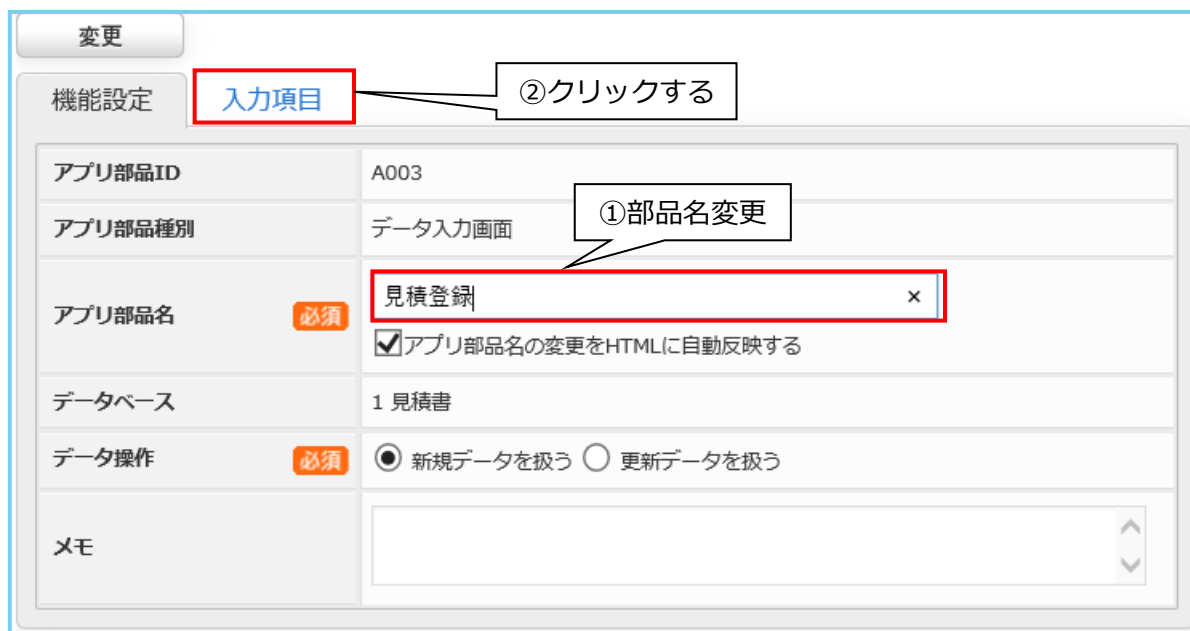 変更
機能設定
入力項目
②クリックする
アプリ部品ID
A003
アプリ部品種別
データ入力画面
①部品名変更
アプリ部品名
必須
見積登録
×
アプリ部品名の変更をHTMLに自動反映する
データベース
1 見積書
データ操作
必須
新規データを扱う 更新データを扱う
メモ